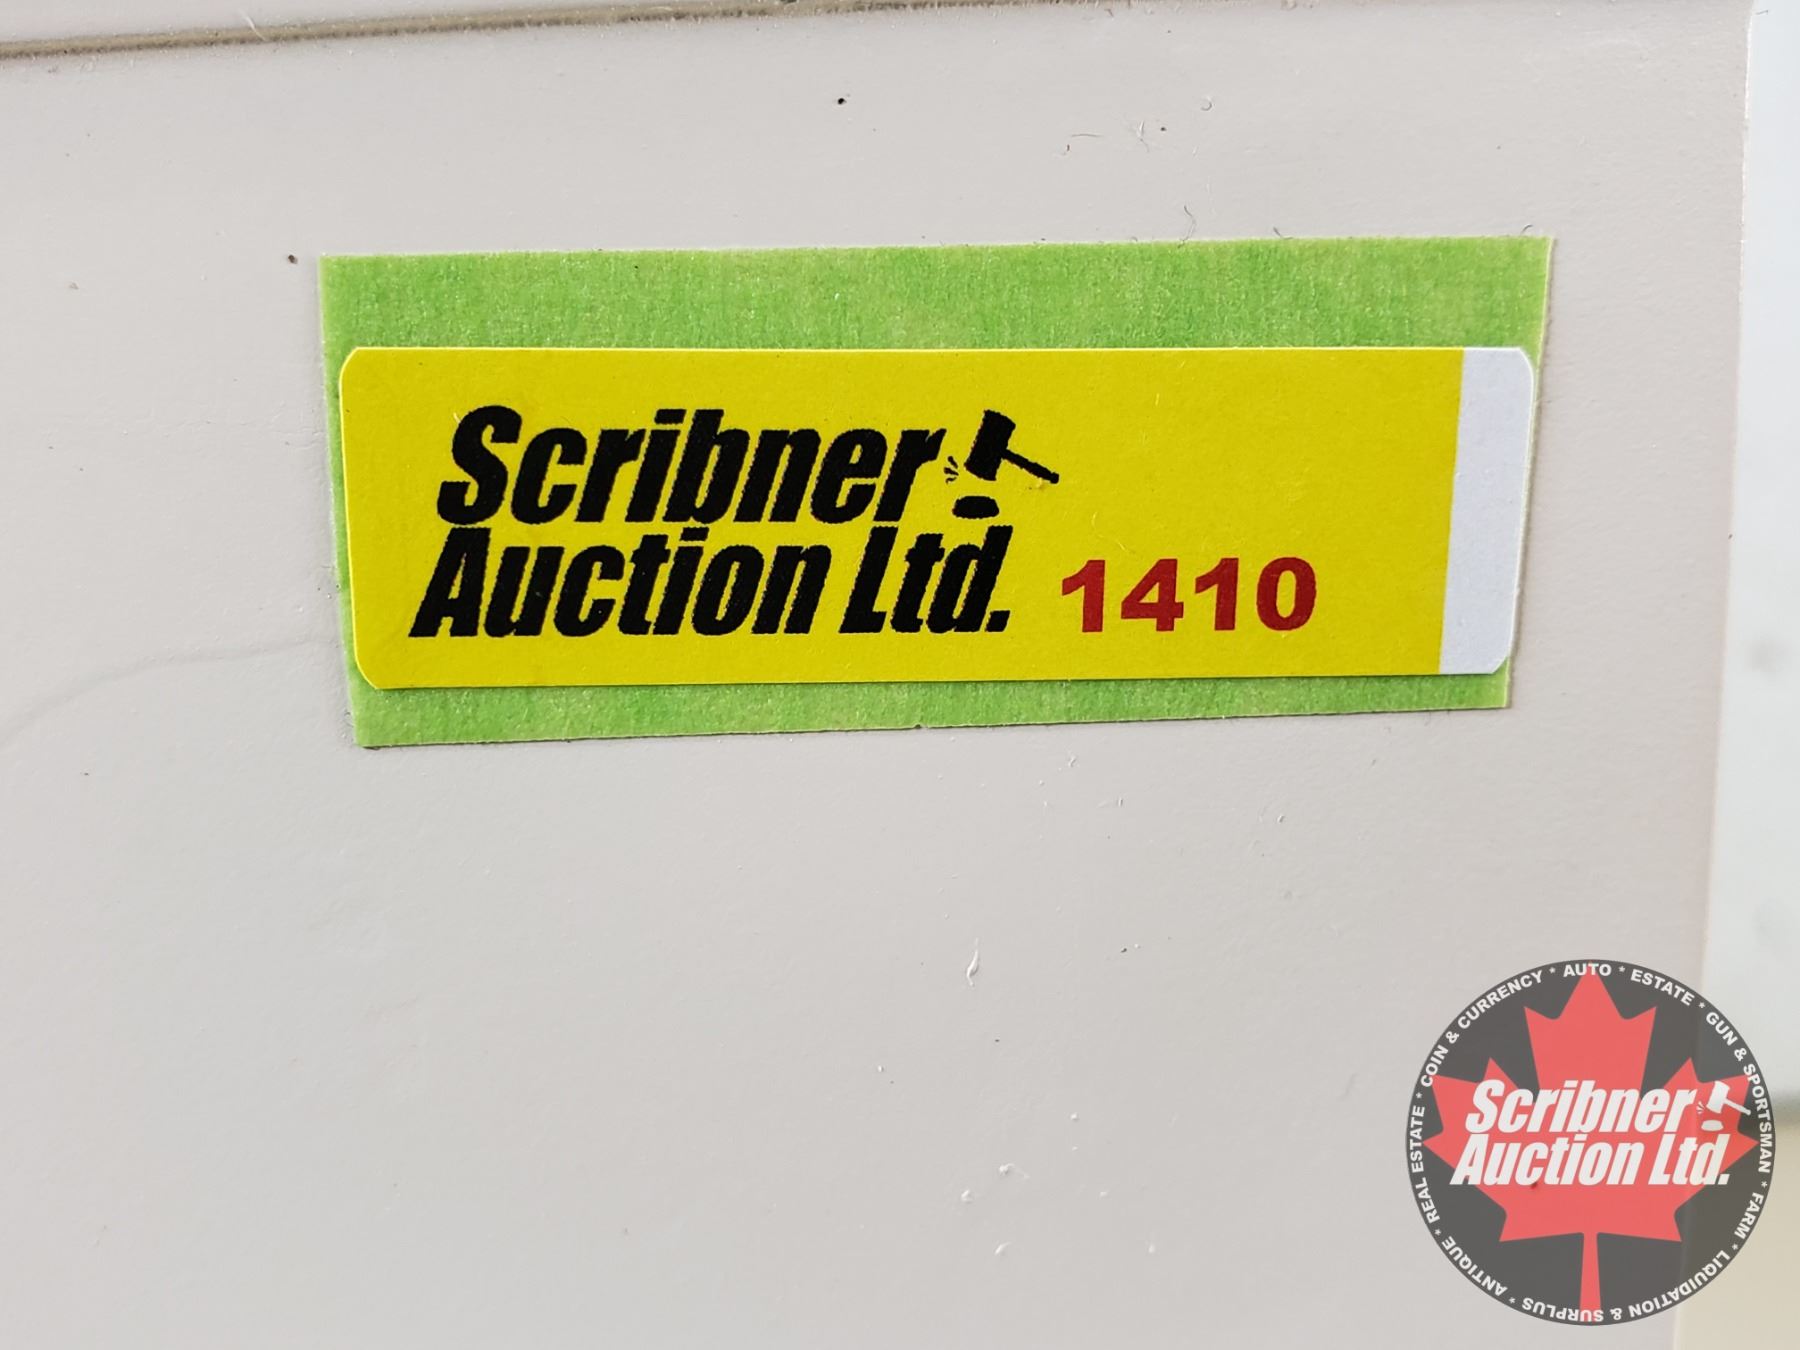 Scribner
Auction Ltd. 1410
COIN & CURRENCY * AUTO * ESTATE * GUN & SPORTSMAN * FARM * LIQUIDATION & SURPLUS * ANTIQUE * REAL ESTATE *
Scribner
Auction Ltd.